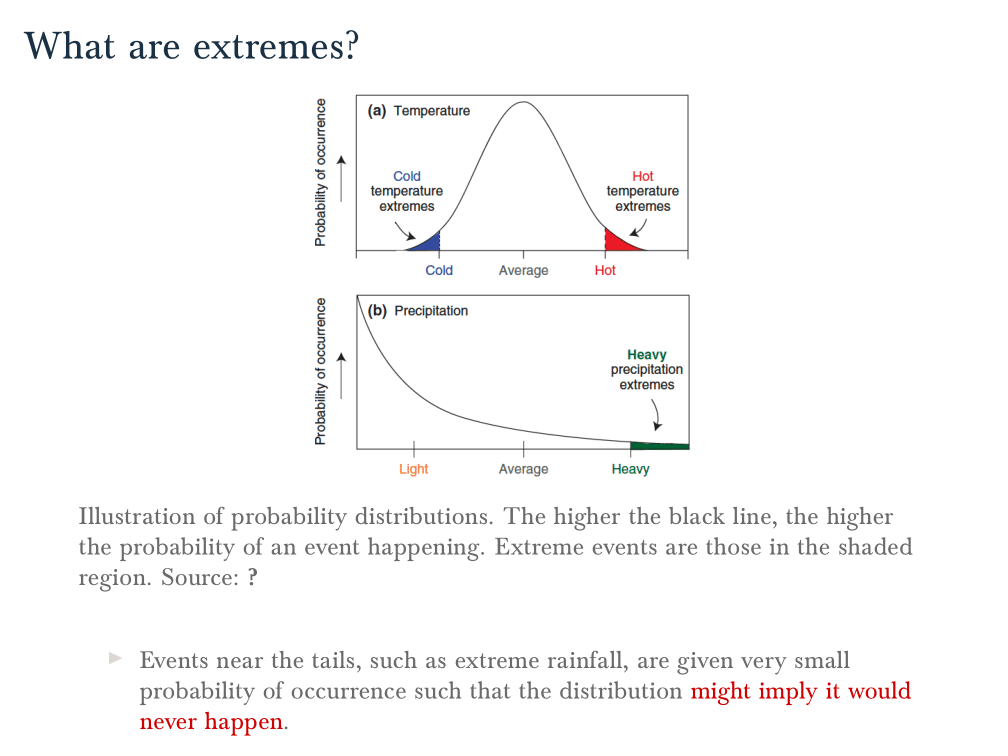 What are extremes?
Probability of occurrence
(a) Temperature
Cold
temperature
extremes
Hot
temperature
extremes
Cold
Average
Hot
Probability of occurrence
(b) Precipitation
Heavy
precipitation
extremes
Light
Average
Heavy
Illustration of probability distributions. The higher the black line, the higher
the probability of an event happening. Extreme events are those in the shaded
region. Source: ?
Events near the tails, such as extreme rainfall, are given very small
probability of occurrence such that the distribution might imply it would
never happen.